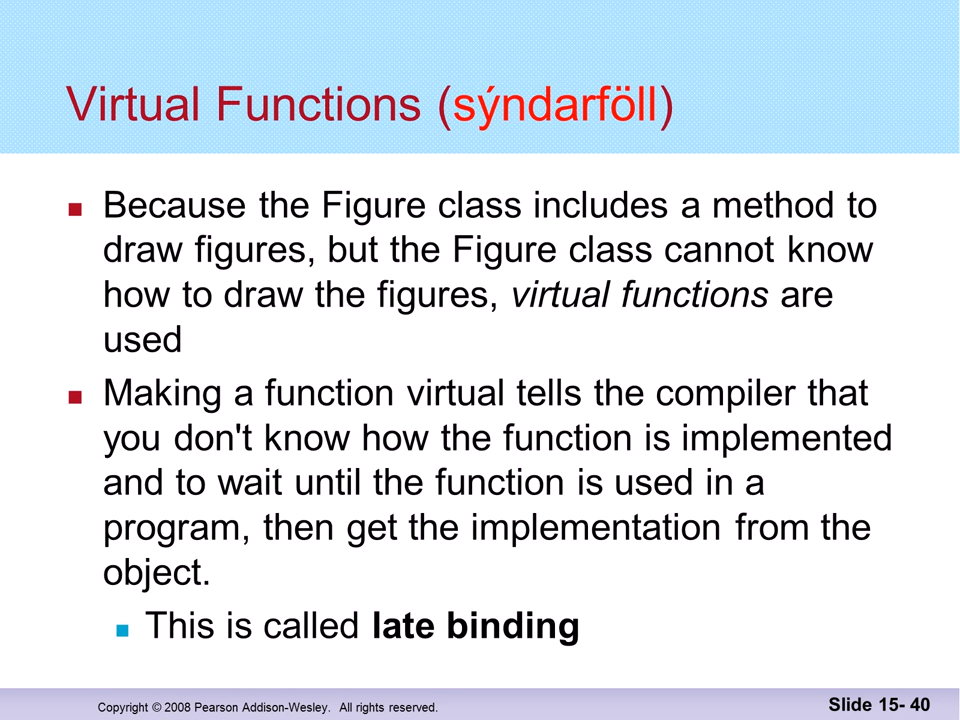 Virtual Functions (sýndarföll)
Because the Figure class includes a method to
draw figures, but the Figure class cannot know
how to draw the figures, virtual functions are
used
Making a function virtual tells the compiler that
you don't know how the function is implemented
and to wait until the function is used in a
program, then get the implementation from the
object.
This is called late binding
Copyright © 2008 Pearson Addison-Wesley. All rights reserved.
Slide 15- 40